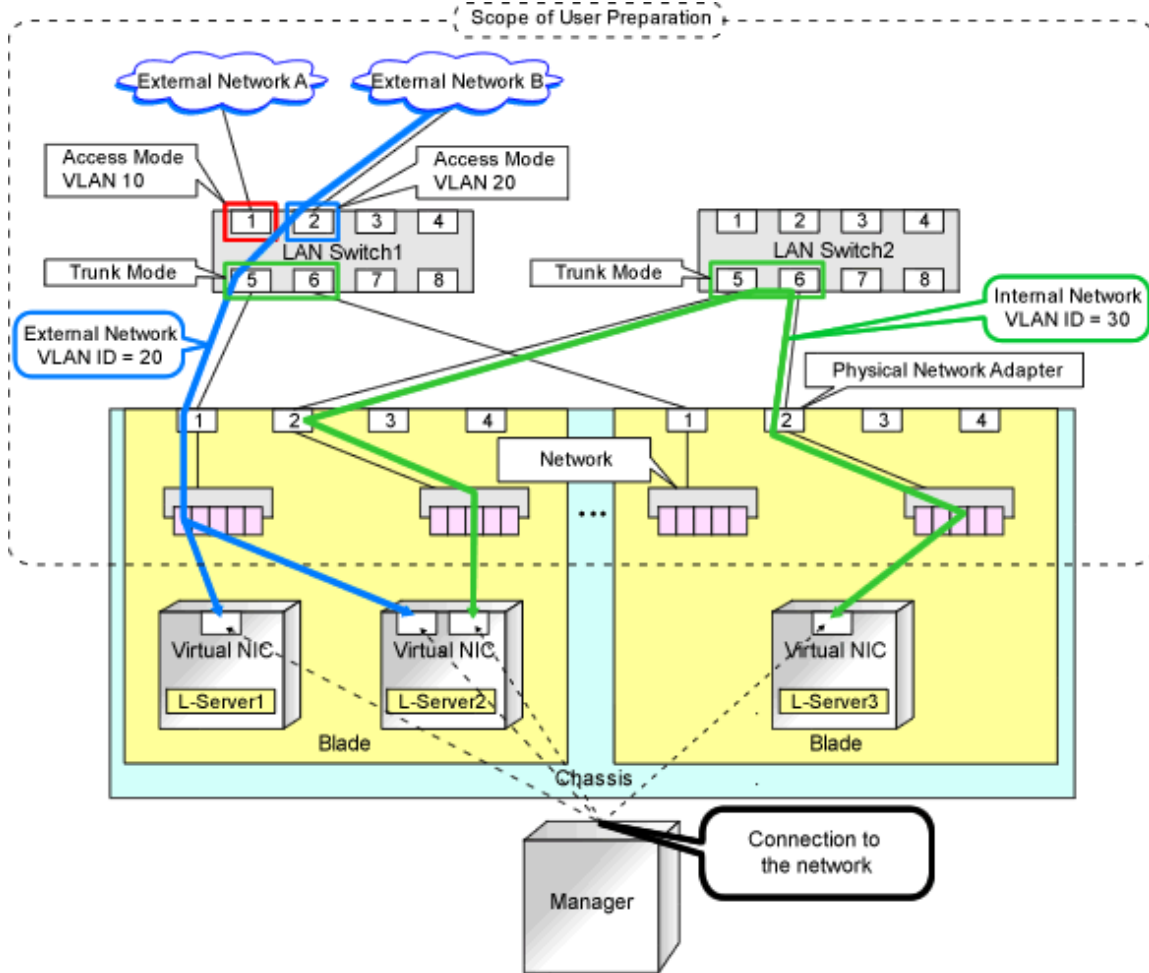 Scope of User Preparation
External Network A
External Network B
Access Mode
VLAN 10
Access Mode
VLAN 20
1 2 3 4
LAN Switch1
5 6 7 8
Trunk Mode
1 2 3 4
LAN Switch2
5 6 7 8
Trunk Mode
External Network
VLAN ID = 20
Internal Network
VLAN ID = 30
Physical Network Adapter
1 2 3 4
1 2 3 4
Network
Virtual NIC
L-Server1
Virtual NIC
L-Server2
Virtual NIC
L-Server3
Blade
Blade
Chassis
Connection to
the network
Manager